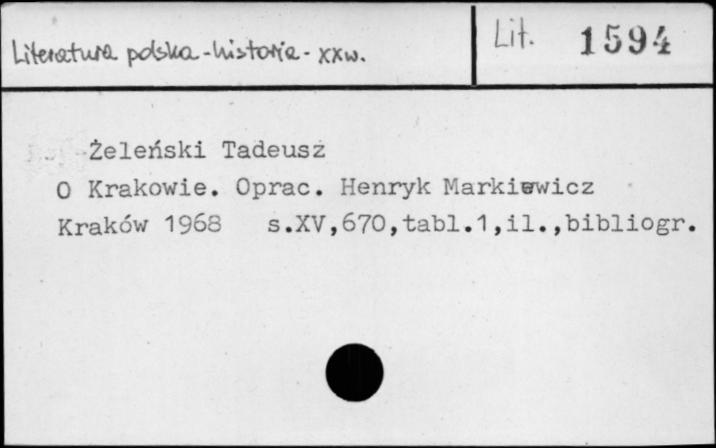 Literatura polska - historia - XXw.
Lit. 1594
Żeleński Tadeusz
O Krakowie. Oprac. Henryk Markiewicz
Kraków 1968 s.XV,670,tabl.1,il.,bibliogr.